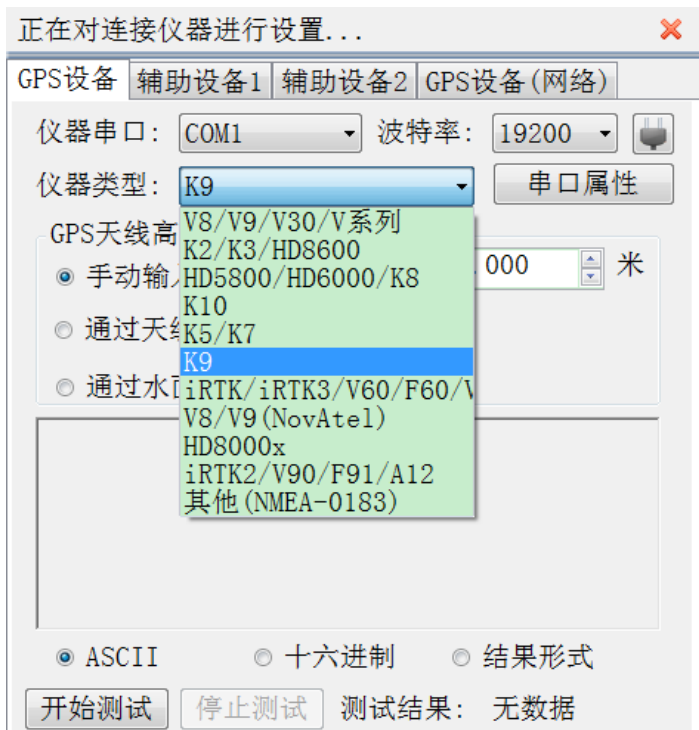 正在对连接仪器进行设置...
GPS设备 辅助设备1 辅助设备2 GPS设备(网络)
仪器串口: COM1 波特率: 19200
仪器类型: K9 串口属性
V8/V9/V30/V系列
GPS天线高
K2/K3/HD8600
手动输 HD5800/HD6000/K8 000 米
K10
通过天 K5/K7
K9
通过水 iRTK/iRTK3/V60/F60/V
V8/V9(NovAtel)
HD8000x
iRTK2/V90/F91/A12
其他(NMEA-0183)
ASCII 十六进制 结果形式
开始测试 停止测试 测试结果: 无数据